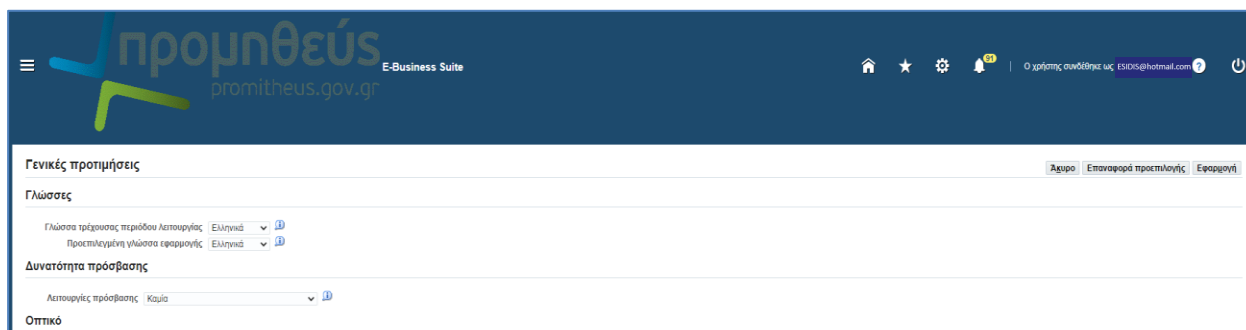 προμηθεύς
promitheus.gov.gr
E-Business Suite
91
Ο χρήστης συνδέθηκε ως ESIDIS@hotmail.com ?
Γενικές προτιμήσεις
Άκυρο Επαναφορά προεπιλογής Εφαρμογή
Γλώσσες
Γλώσσα τρέχουσας περιόδου λειτουργίας Ελληνικά
Προεπιλεγμένη γλώσσα εφαρμογής Ελληνικά
Δυνατότητα πρόσβασης
Λειτουργίες πρόσβασης Καμία
Οπτικό